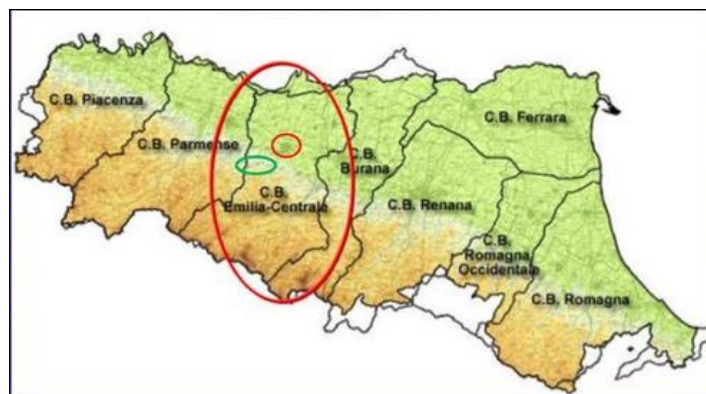 C.B. Piacenza
C.B. Parmense
C.B.
Emilia-Centrale
C.B.
Burana
C.B. Ferrara
C.B. Renana
C.B.
Romagna
Occidentale
C.B. Romagna